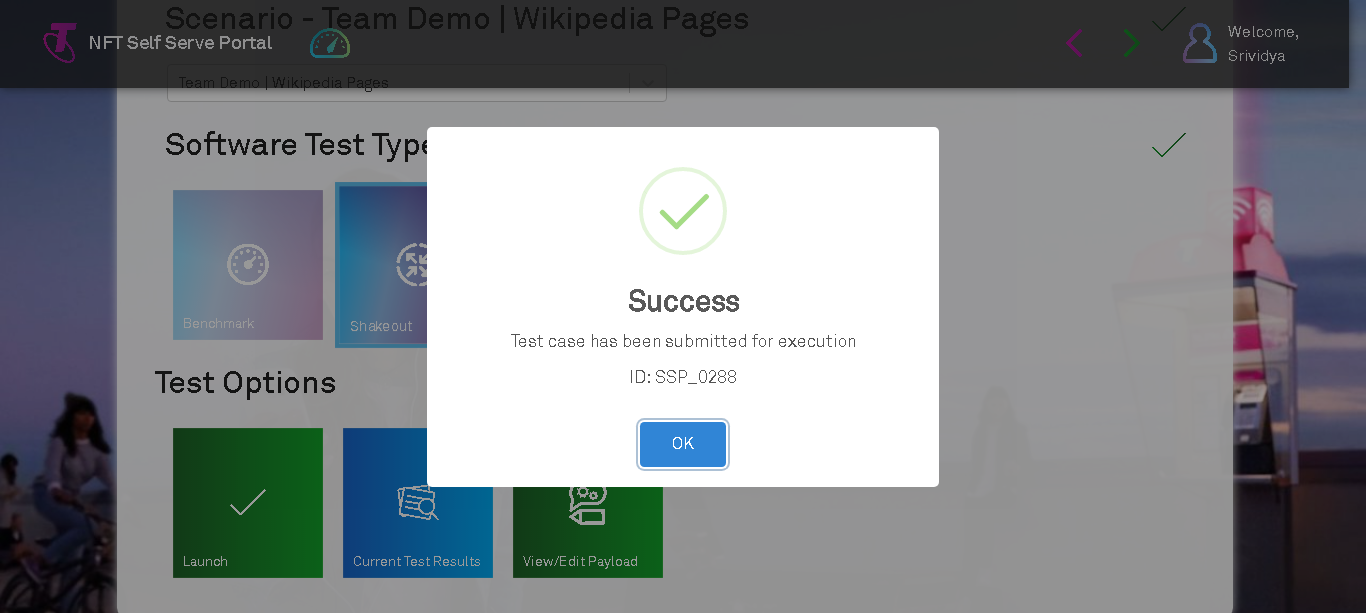 Scenario - Team Demo | Wikipedia Pages
NFT Self Serve Portal
Welcome,
Srividya
Team Demo | Wikipedia Pages
Software Test Type
Benchmark
Shakeout
Success
Test case has been submitted for execution
ID: SSP_0288
OK
Test Options
Launch
Current Test Results
View/Edit Payload